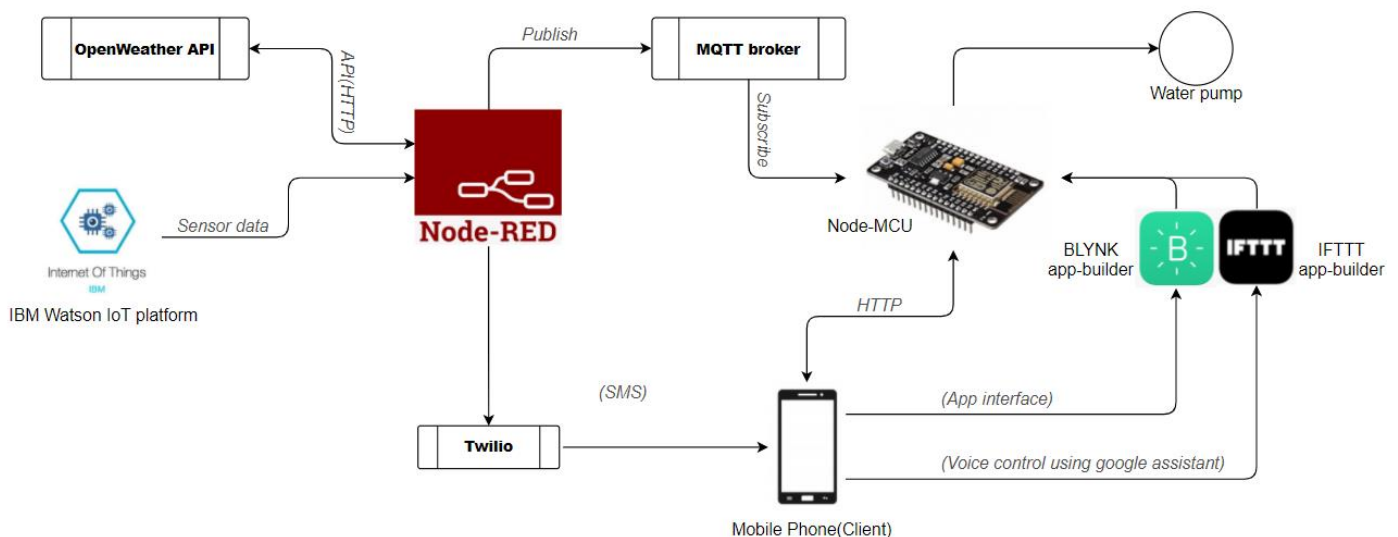 OpenWeather API
API(HTTP)
Publish
MQTT broker
Subscribe
Water pump
Node-RED
Sensor data
Internet Of Things
IBM
IBM Watson IoT platform
Node-MCU
BLYNK
app-builder
B
IFTTT
IFTTT
app-builder
HTTP
(SMS)
Twilio
(App interface)
(Voice control using google assistant)
Mobile Phone(Client)